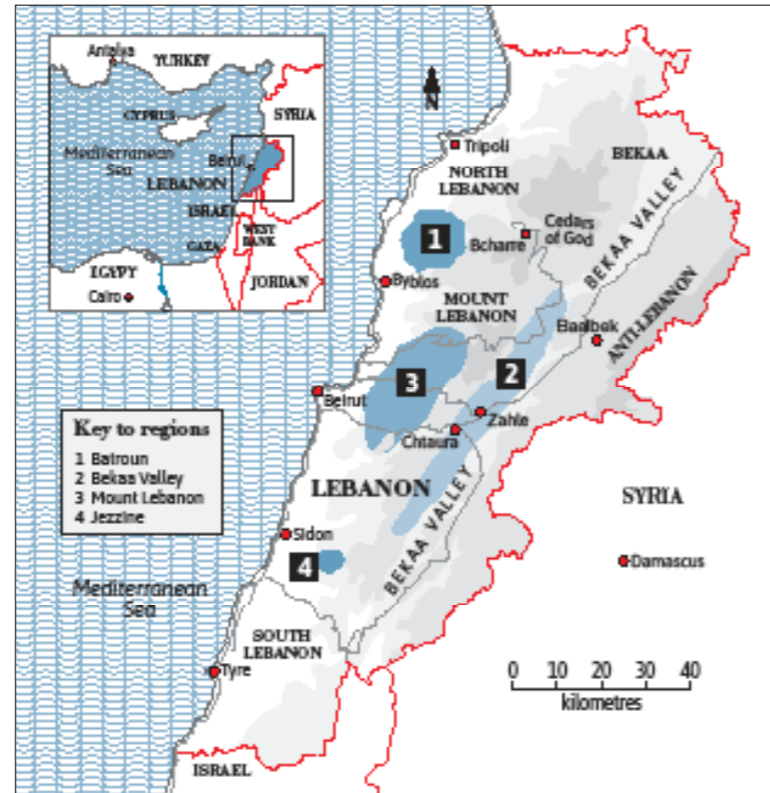 Antalya
TURKEY
CYPRUS
SYRIA
Mediterranean
Sea
Beirut
LEBANON
ISRAEL
WEST
BANK
GAZA
JORDAN
EGYPT
Cairo
N
Tripoli
NORTH
LEBANON
BEKAA
1
Bcharre
Cedars
of God
BEKAA VALLEY
Byblos
MOUNT
LEBANON
Baalbek
ANTI-LEBANON
2
3
Beirut
Zahle
Chtaura
Key to regions
1 Batroun
2 Bekaa Valley
3 Mount Lebanon
4 Jezzine
LEBANON
SYRIA
Sidon
BEKAA VALLEY
4
Damascus
Mediterranean
Sea
SOUTH
LEBANON
Tyre
0 10 20 30 40
kilometres
ISRAEL